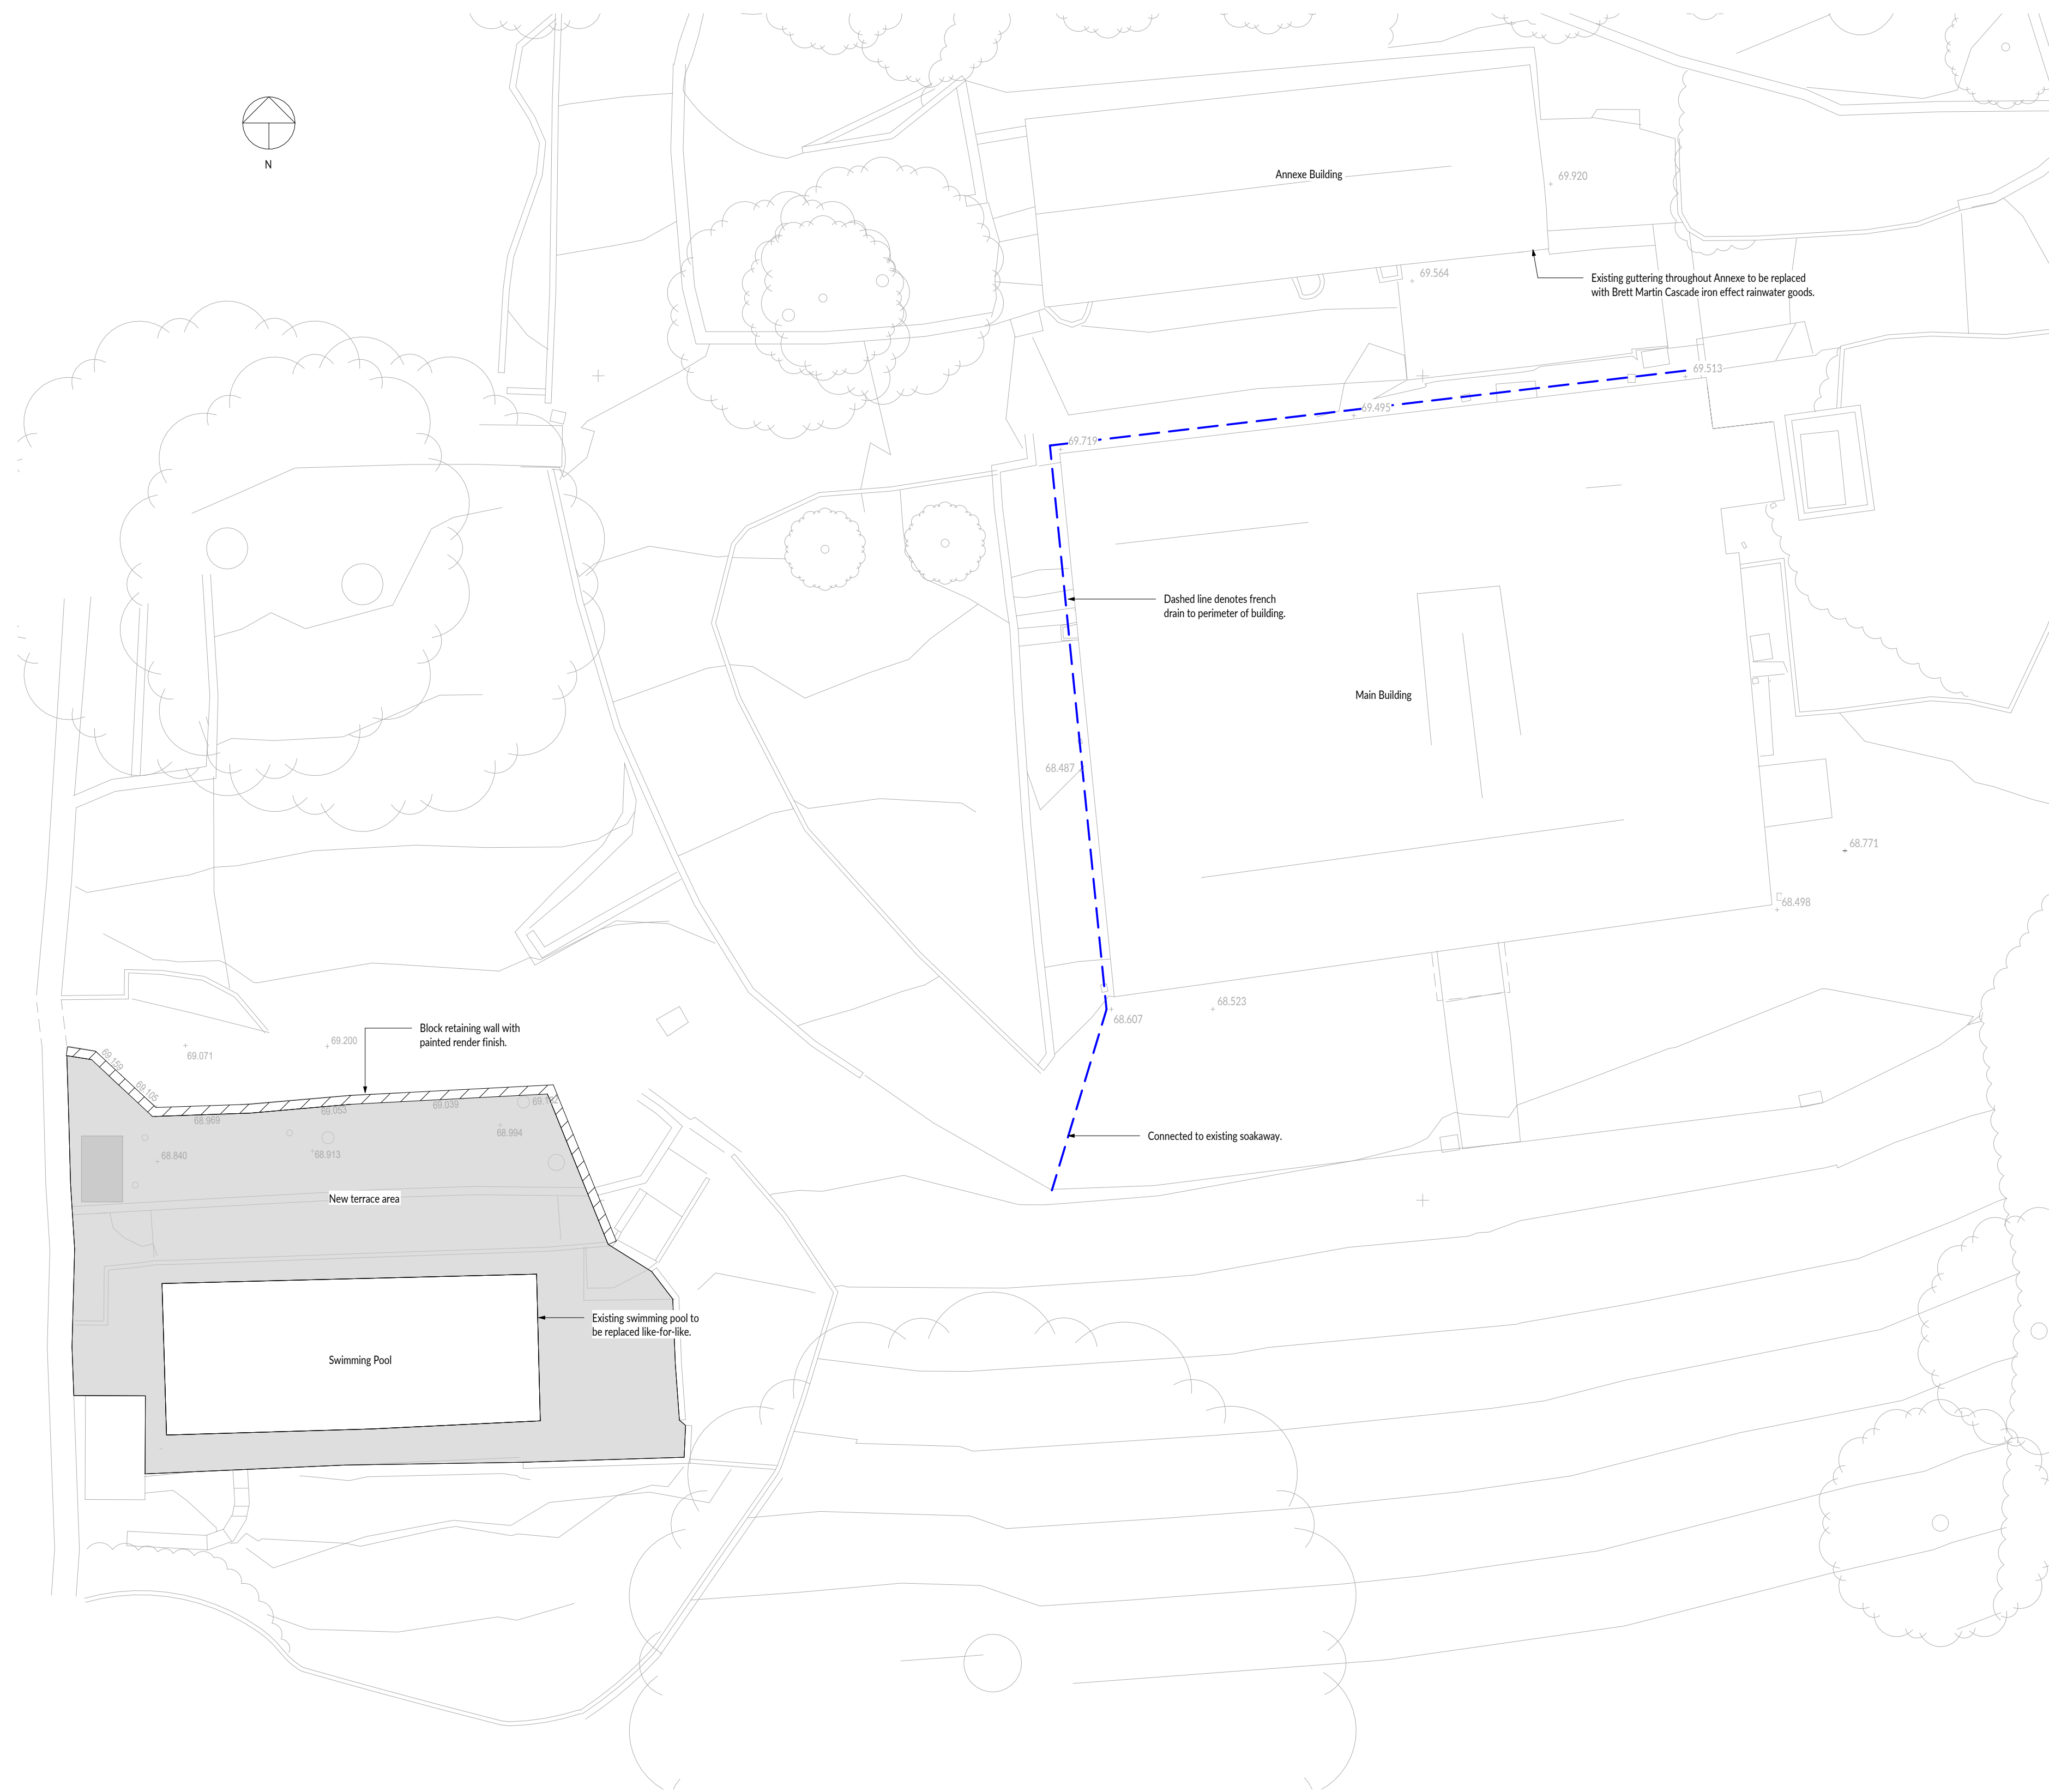 N
Annexe Building
69.920
69.564
Existing guttering throughout Annexe to be replaced
with Brett Martin Cascade iron effect rainwater goods.
69.513
69.495
69.719
Dashed line denotes french
drain to perimeter of building.
Main Building
68.487
68.771
68.498
68.523
68.607
Block retaining wall with
painted render finish.
69.200
69.071
69.159
69.105
69.053
69.039
68.969
68.994
68.913
68.840
Connected to existing soakaway.
New terrace area
Existing swimming pool to
be replaced like-for-like.
Swimming Pool